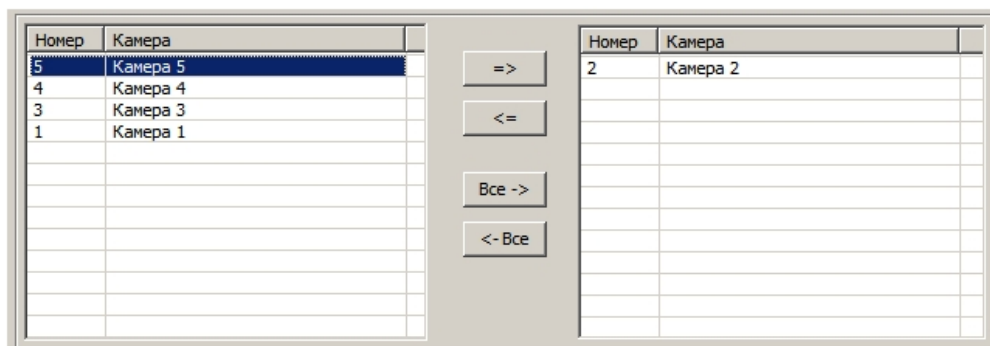 Номер Камера
5 Камера 5
4 Камера 4
3 Камера 3
1 Камера 1
=>
<=
Все ->
<- Все
Номер Камера
2 Камера 2